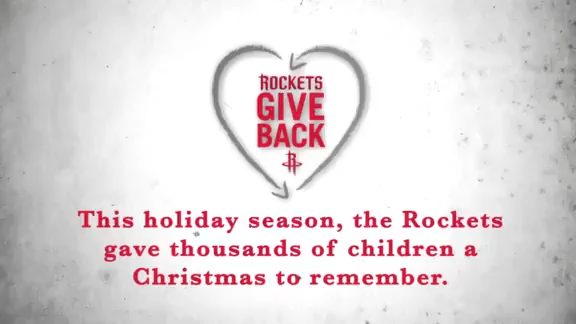 ROCKETS
GIVE
BACK
R
This holiday season, the Rockets
gave thousands of children a
Christmas to remember.